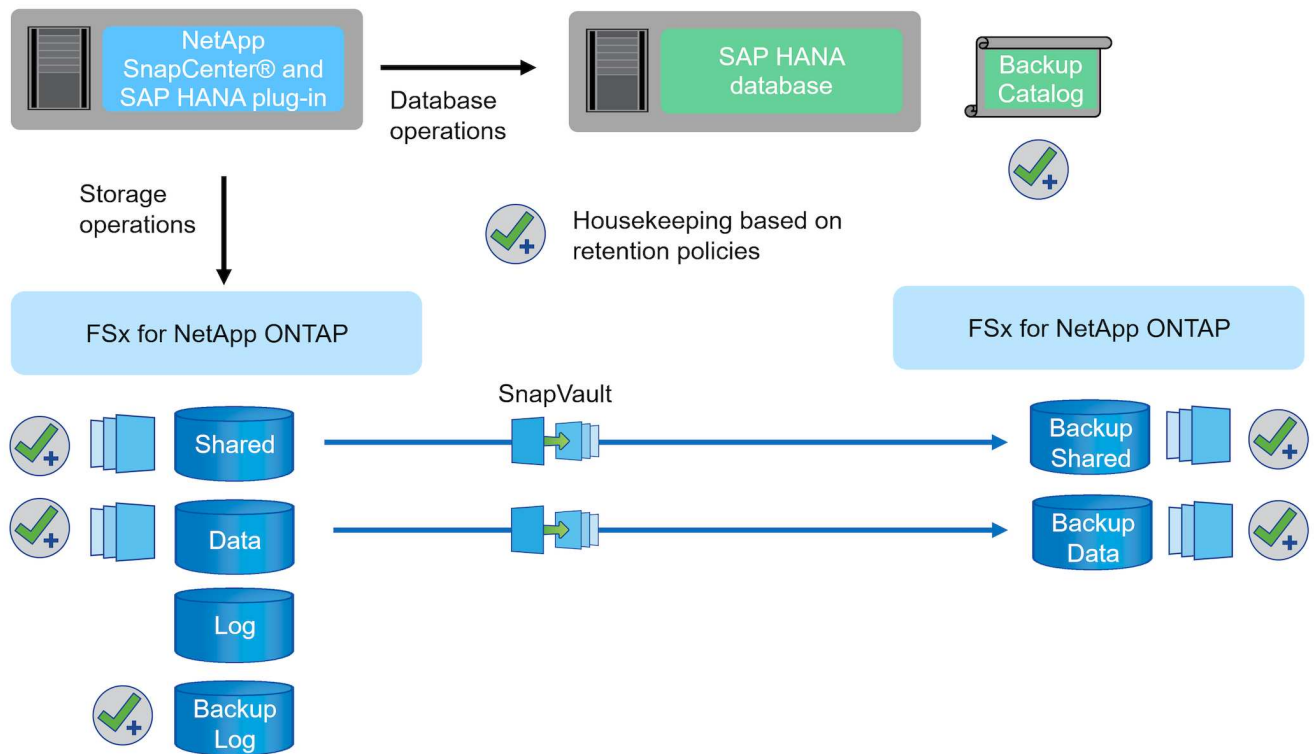 NetApp
SnapCenter® and
SAP HANA plug-in
Database
operations
SAP HANA
database
Backup
Catalog
Storage
operations
Housekeeping based on
retention policies
FSx for NetApp ONTAP
FSx for NetApp ONTAP
SnapVault
Shared
Backup
Shared
Data
Backup
Data
Log
Backup
Log